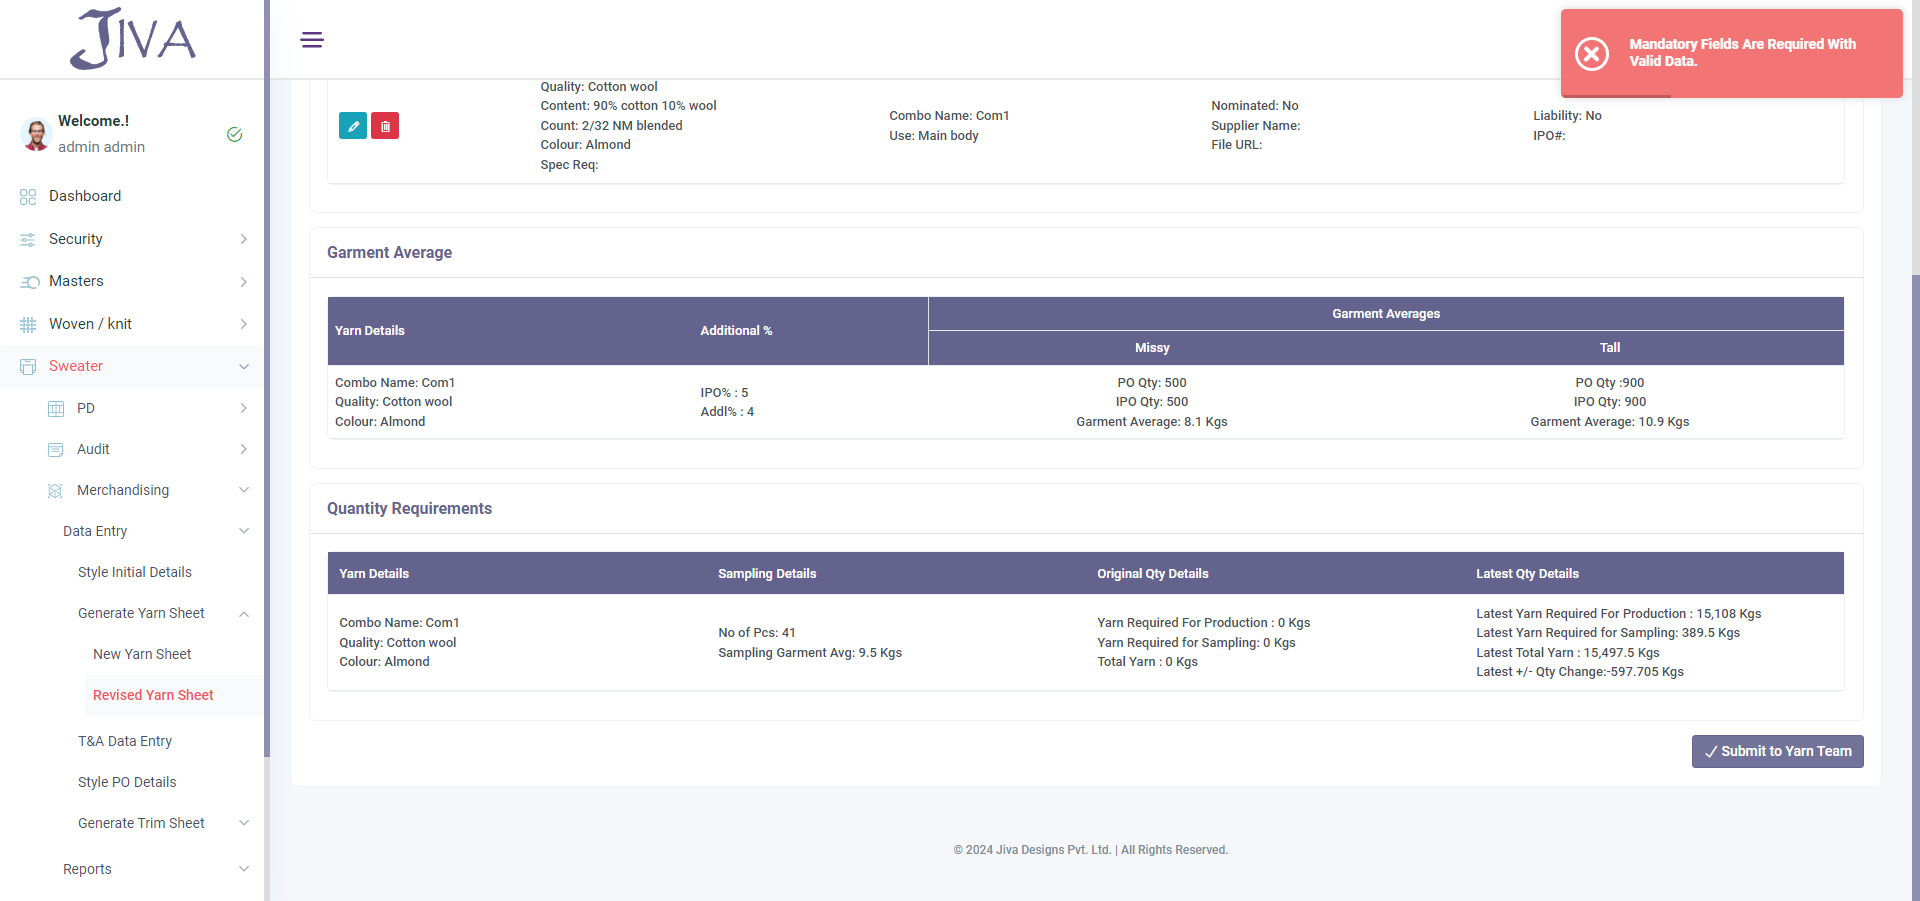 JIVA
Mandatory Fields Are Required With
Valid Data.
Welcome.!
admin admin
Dashboard
Security
Masters
Woven / knit
Sweater
PD
Audit
Merchandising
Data Entry
Style Initial Details
Generate Yarn Sheet
New Yarn Sheet
Revised Yarn Sheet
T&A Data Entry
Style PO Details
Generate Trim Sheet
Reports
Quality: Cotton wool
Content: 90% cotton 10% wool
Count: 2/32 NM blended
Colour: Almond
Spec Req:
Combo Name: Com1
Use: Main body
Nominated: No
Supplier Name:
File URL:
Liability: No
IPO#:
Garment Average
Yarn Details
Additional %
Garment Averages
Missy
Tall
Combo Name: Com1
Quality: Cotton wool
Colour: Almond
IPO% : 5
Addl% : 4
PO Qty: 500
IPO Qty: 500
Garment Average: 8.1 Kgs
PO Qty :900
IPO Qty: 900
Garment Average: 10.9 Kgs
Quantity Requirements
Yarn Details
Sampling Details
Original Qty Details
Latest Qty Details
Combo Name: Com1
Quality: Cotton wool
Colour: Almond
No of Pcs: 41
Sampling Garment Avg: 9.5 Kgs
Yarn Required For Production : 0 Kgs
Yarn Required for Sampling: 0 Kgs
Total Yarn : 0 Kgs
Latest Yarn Required For Production : 15,108 Kgs
Latest Yarn Required for Sampling: 389.5 Kgs
Latest Total Yarn : 15,497.5 Kgs
Latest +/- Qty Change:-597.705 Kgs
Submit to Yarn Team
© 2024 Jiva Designs Pvt. Ltd. | All Rights Reserved.